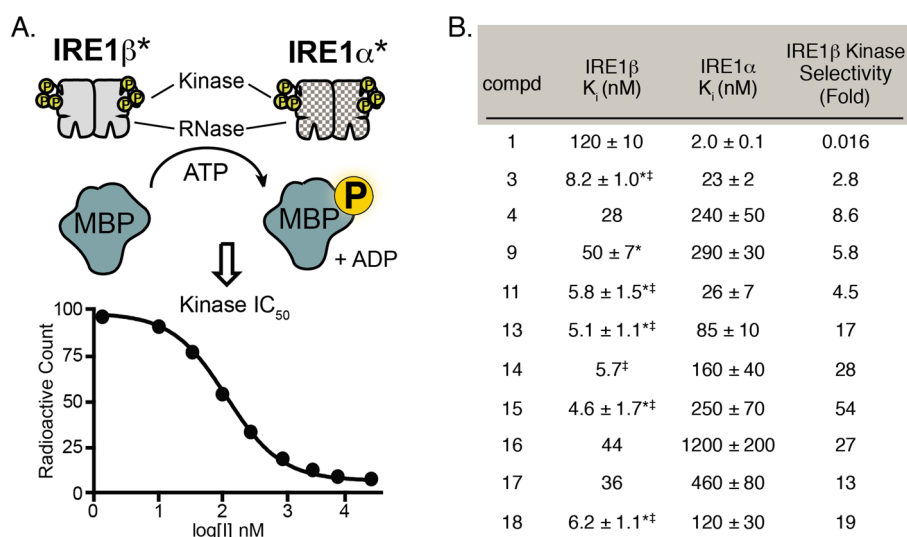 A.
IRE1β*
IRE1α*
P P P P P P P P
Kinase
RNase
ATP
MBP
MBP
P
+ ADP
Kinase IC50
Radioactive Count
100
75
50
25
0
0 1 2 3 4
log[I] nM
B.
compd IRE1β Ki (nM) IRE1α Ki (nM) IRE1β Kinase Selectivity (Fold)
1 120 ± 10 2.0 ± 0.1 0.016
3 8.2 ± 1.0*‡ 23 ± 2 2.8
4 28 240 ± 50 8.6
9 50 ± 7* 290 ± 30 5.8
11 5.8 ± 1.5*‡ 26 ± 7 4.5
13 5.1 ± 1.1*‡ 85 ± 10 17
14 5.7‡ 160 ± 40 28
15 4.6 ± 1.7*‡ 250 ± 70 54
16 44 1200 ± 200 27
17 36 460 ± 80 13
18 6.2 ± 1.1*‡ 120 ± 30 19